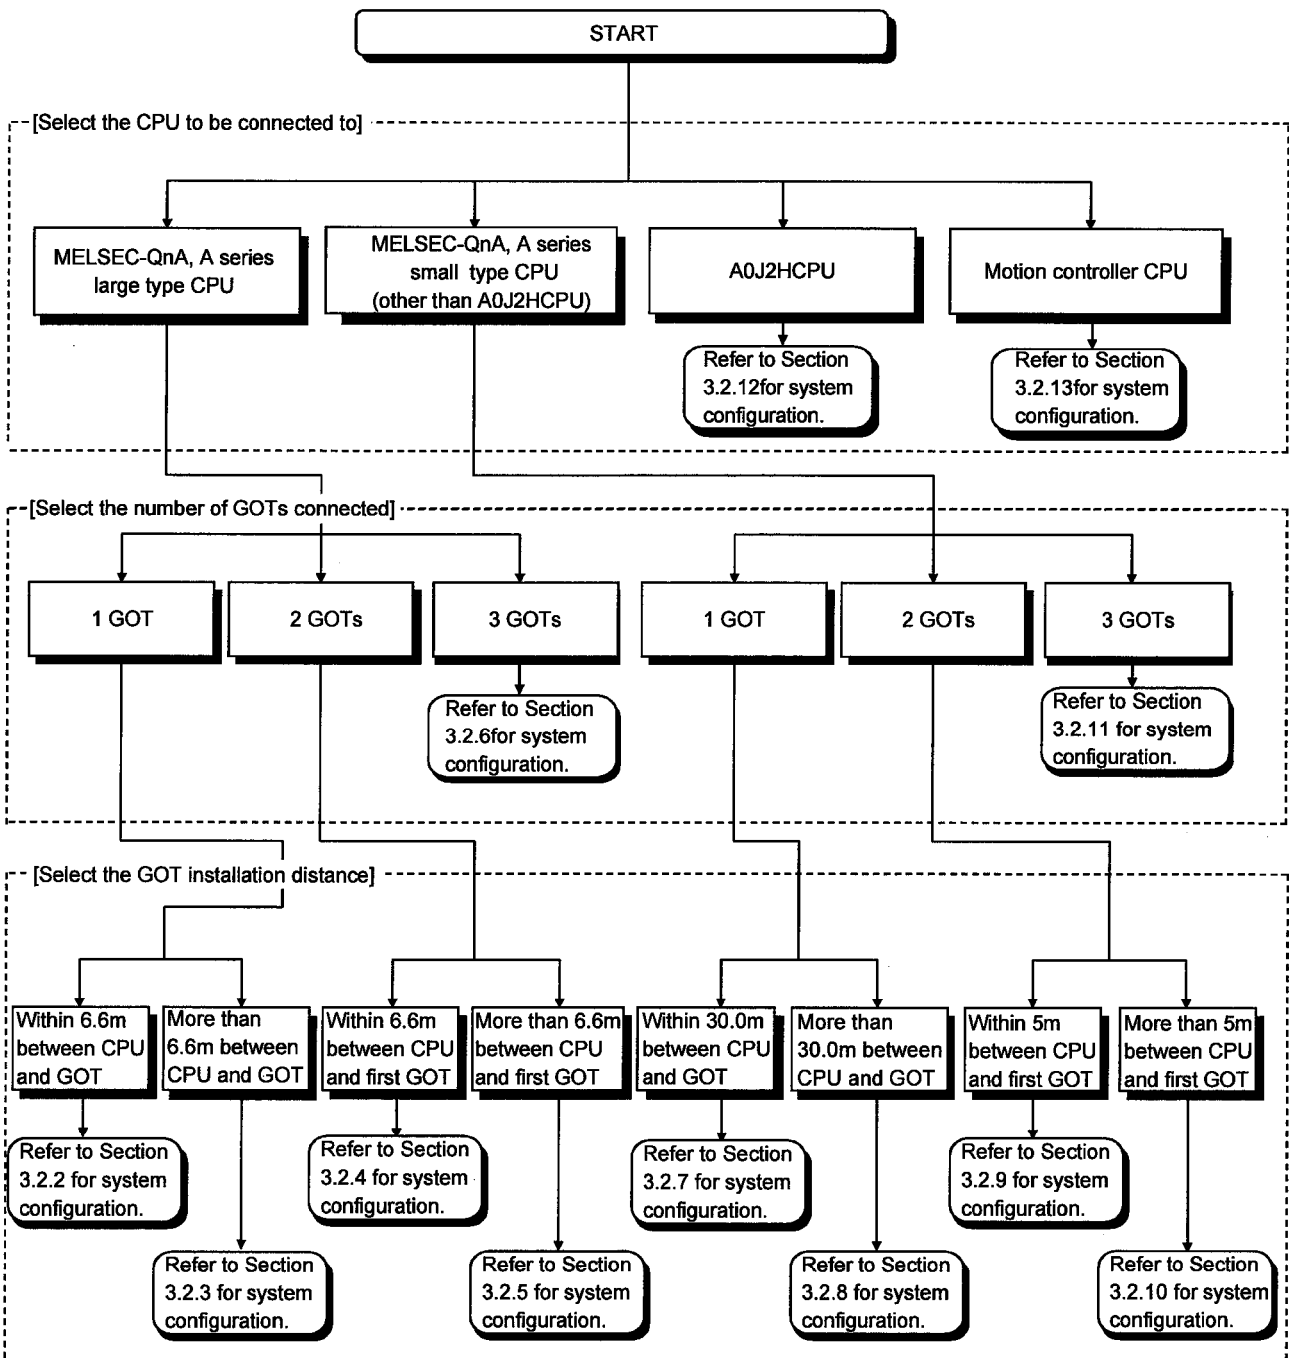 START
[Select the CPU to be connected to]
MELSEC-QnA, A series
large type CPU
MELSEC-QnA, A series
small type CPU
(other than A0J2HCPU)
A0J2HCPU
Motion controller CPU
Refer to Section
3.2.12for system
configuration.
Refer to Section
3.2.13for system
configuration.
[Select the number of GOTs connected]
1 GOT
2 GOTs
3 GOTs
1 GOT
2 GOTs
3 GOTs
Refer to Section
3.2.6for system
configuration.
Refer to Section
3.2.11 for system
configuration.
[Select the GOT installation distance]
Within 6.6m
between CPU
and GOT
More than
6.6m between
CPU and GOT
Within 6.6m
between CPU
and first GOT
More than 6.6m
between CPU
and first GOT
Within 30.0m
between CPU
and GOT
More than
30.0m between
CPU and GOT
Within 5m
between CPU
and first GOT
More than 5m
between CPU
and first GOT
Refer to Section
3.2.2 for system
configuration.
Refer to Section
3.2.4 for system
configuration.
Refer to Section
3.2.7 for system
configuration.
Refer to Section
3.2.9 for system
configuration.
Refer to Section
3.2.3 for system
configuration.
Refer to Section
3.2.5 for system
configuration.
Refer to Section
3.2.8 for system
configuration.
Refer to Section
3.2.10 for system
configuration.